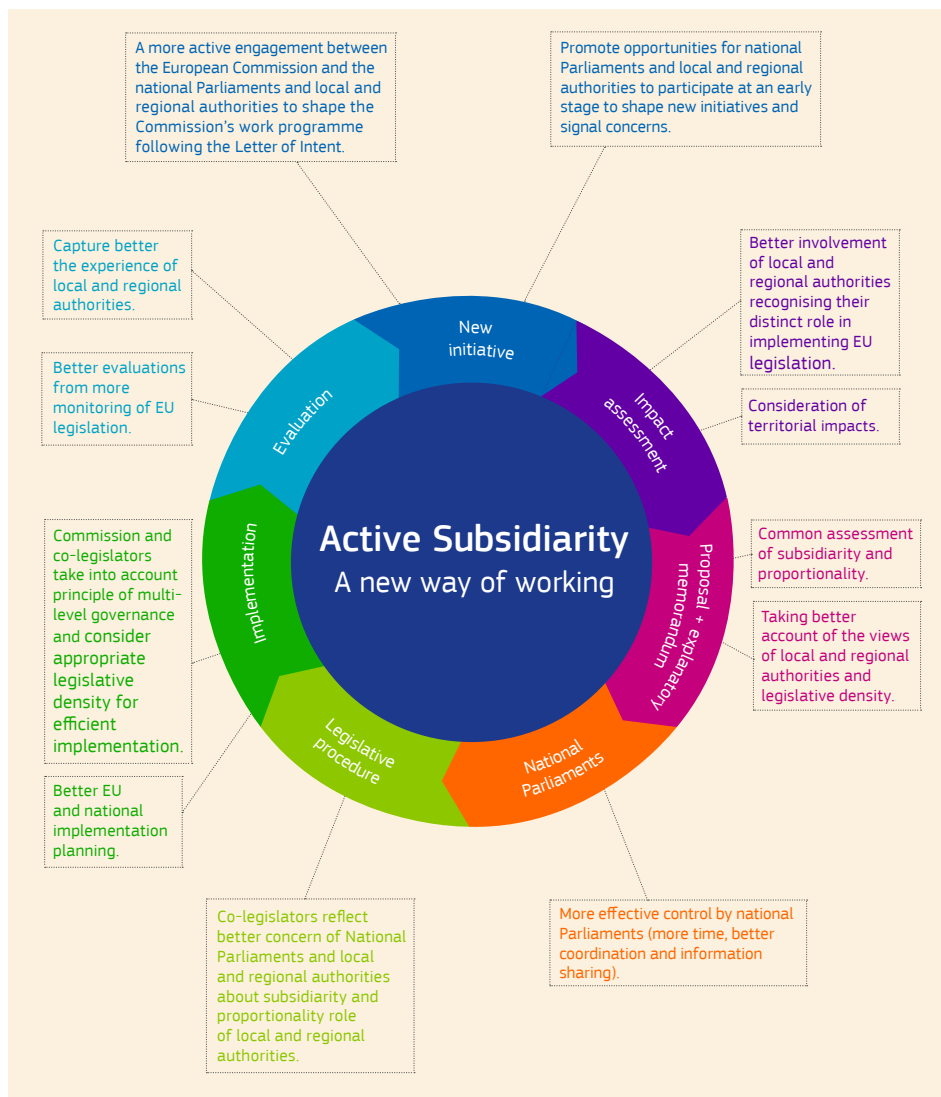 A more active engagement between
the European Commission and the
national Parliaments and local and
regional authorities to shape the
Commission's work programme
following the Letter of Intent.
Promote opportunities for national
Parliaments and local and regional
authorities to participate at an early
stage to shape new initiatives and
signal concerns.
Capture better
the experience of
local and regional
authorities.
Better evaluations
from more
monitoring of EU
legislation.
Better involvement
of local and
regional authorities
recognising their
distinct role in
implementing EU
legislation.
Consideration of
territorial impacts.
New
initiative
Impact
assessment
Evaluation
Active Subsidiarity
A new way of working
Implementation
Proposal + explanatory
memorandum
Legislative
procedure
National
Parliaments
Commission and
co-legislators
take into account
principle of multi-
level governance
and consider
appropriate
legislative
density for
efficient
implementation.
Better EU
and national
implementation
planning.
Common assessment
of subsidiarity and
proportionality.
Taking better
account of the views
of local and regional
authorities and
legislative density.
Co-legislators reflect
better concern of National
Parliaments and local
and regional authorities
about subsidiarity and
proportionality role
of local and regional
authorities.
More effective control by national
Parliaments (more time, better
coordination and information
sharing).